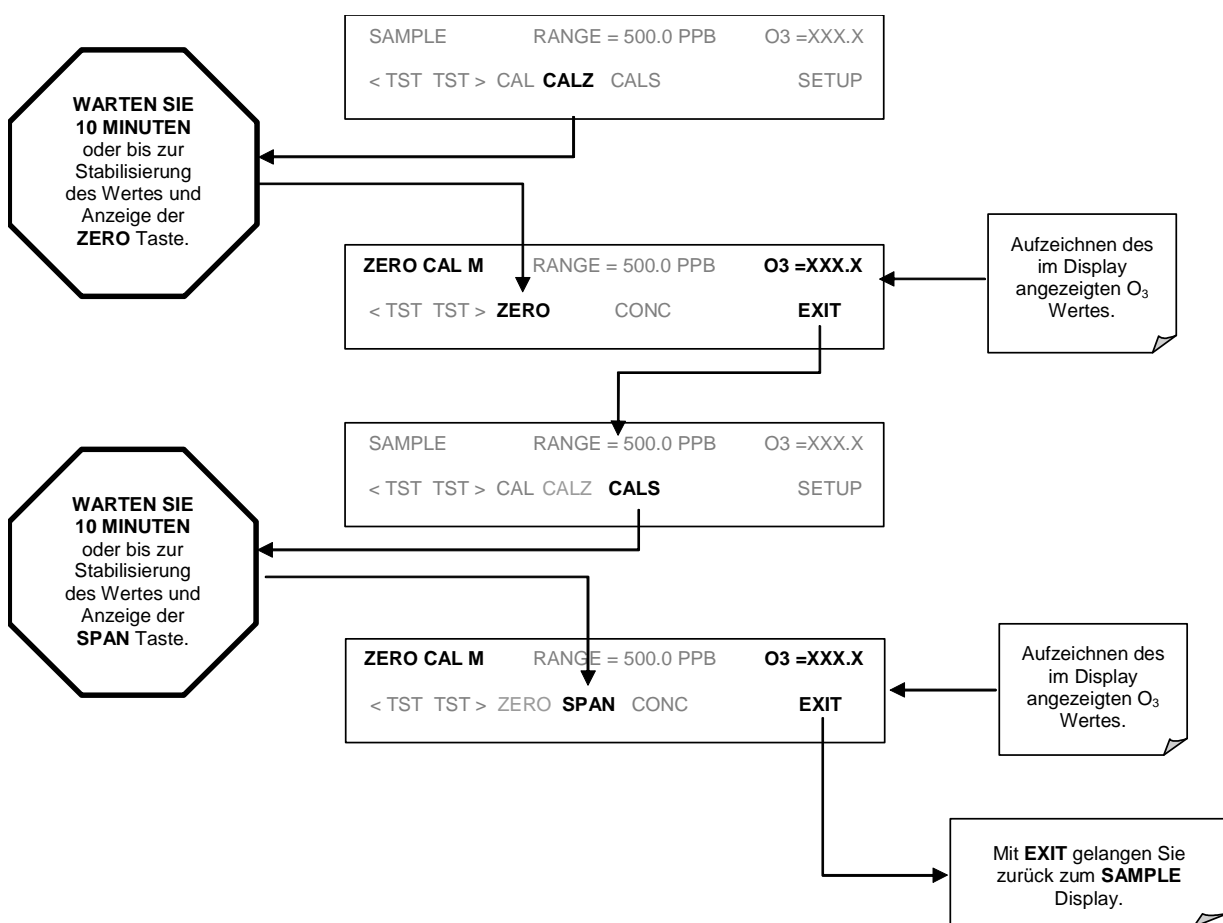 SAMPLE RANGE = 500.0 PPB O3 =XXX.X
< TST TST > CAL CALZ CALS SETUP
WARTEN SIE
10 MINUTEN
oder bis zur
Stabilisierung
des Wertes und
Anzeige der
ZERO Taste.
ZERO CAL M RANGE = 500.0 PPB O3 =XXX.X
< TST TST > ZERO CONC EXIT
Aufzeichnen des
im Display
angezeigten O₃
Wertes.
SAMPLE RANGE = 500.0 PPB O3 =XXX.X
< TST TST > CAL CALZ CALS SETUP
WARTEN SIE
10 MINUTEN
oder bis zur
Stabilisierung
des Wertes und
Anzeige der
SPAN Taste.
ZERO CAL M RANGE = 500.0 PPB O3 =XXX.X
< TST TST > ZERO SPAN CONC EXIT
Aufzeichnen des
im Display
angezeigten O₃
Wertes.
Mit EXIT gelangen Sie
zurück zum SAMPLE
Display.